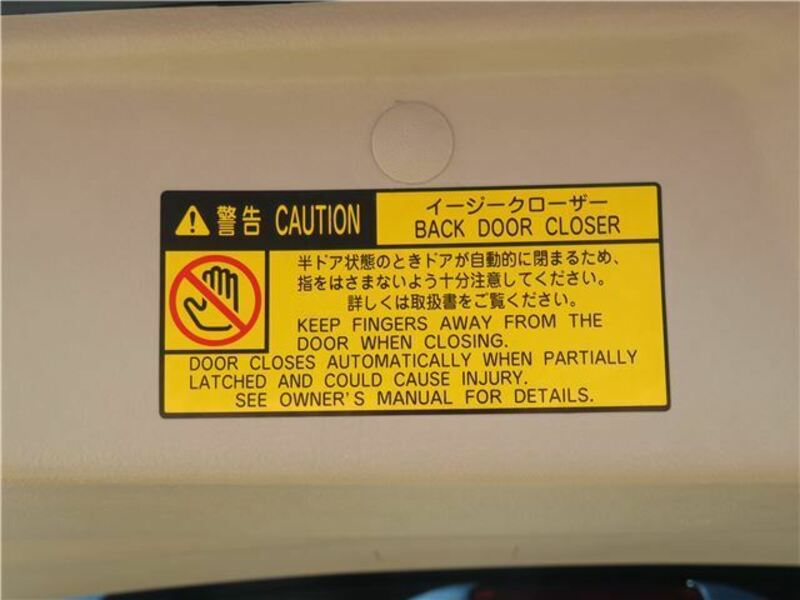 警告 CAUTION
イージークローザー
BACK DOOR CLOSER
半ドア状態のときドアが自動的に閉まるため、
指をはさまないよう十分注意してください。
詳しくは取扱書をご覧ください。
KEEP FINGERS AWAY FROM THE
DOOR WHEN CLOSING.
DOOR CLOSES AUTOMATICALLY WHEN PARTIALLY
LATCHED AND COULD CAUSE INJURY.
SEE OWNER'S MANUAL FOR DETAILS.